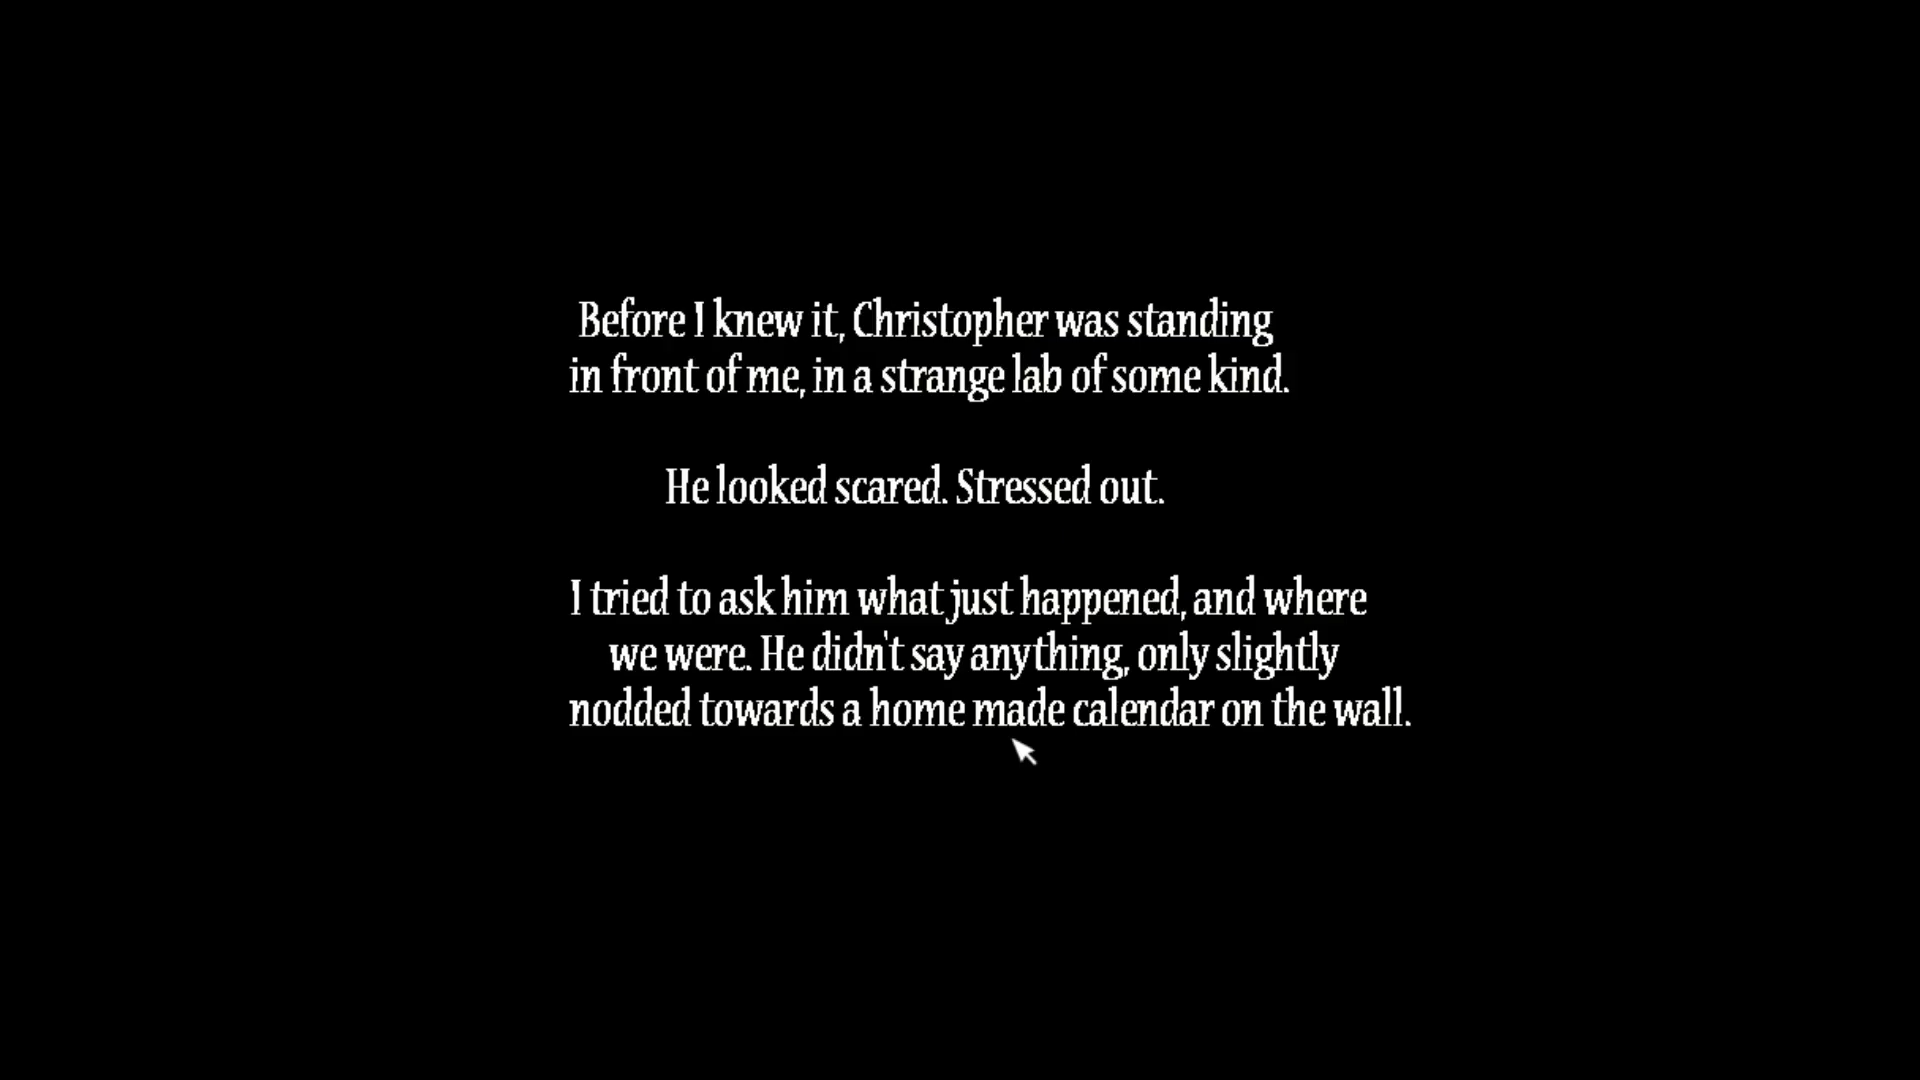 Before I knew it, Christopher was standing
in front of me, in a strange lab of some kind.
He looked scared. Stressed out.
I tried to ask him what just happened, and where
we were. He didn't say anything, only slightly
nodded towards a home made calendar on the wall.